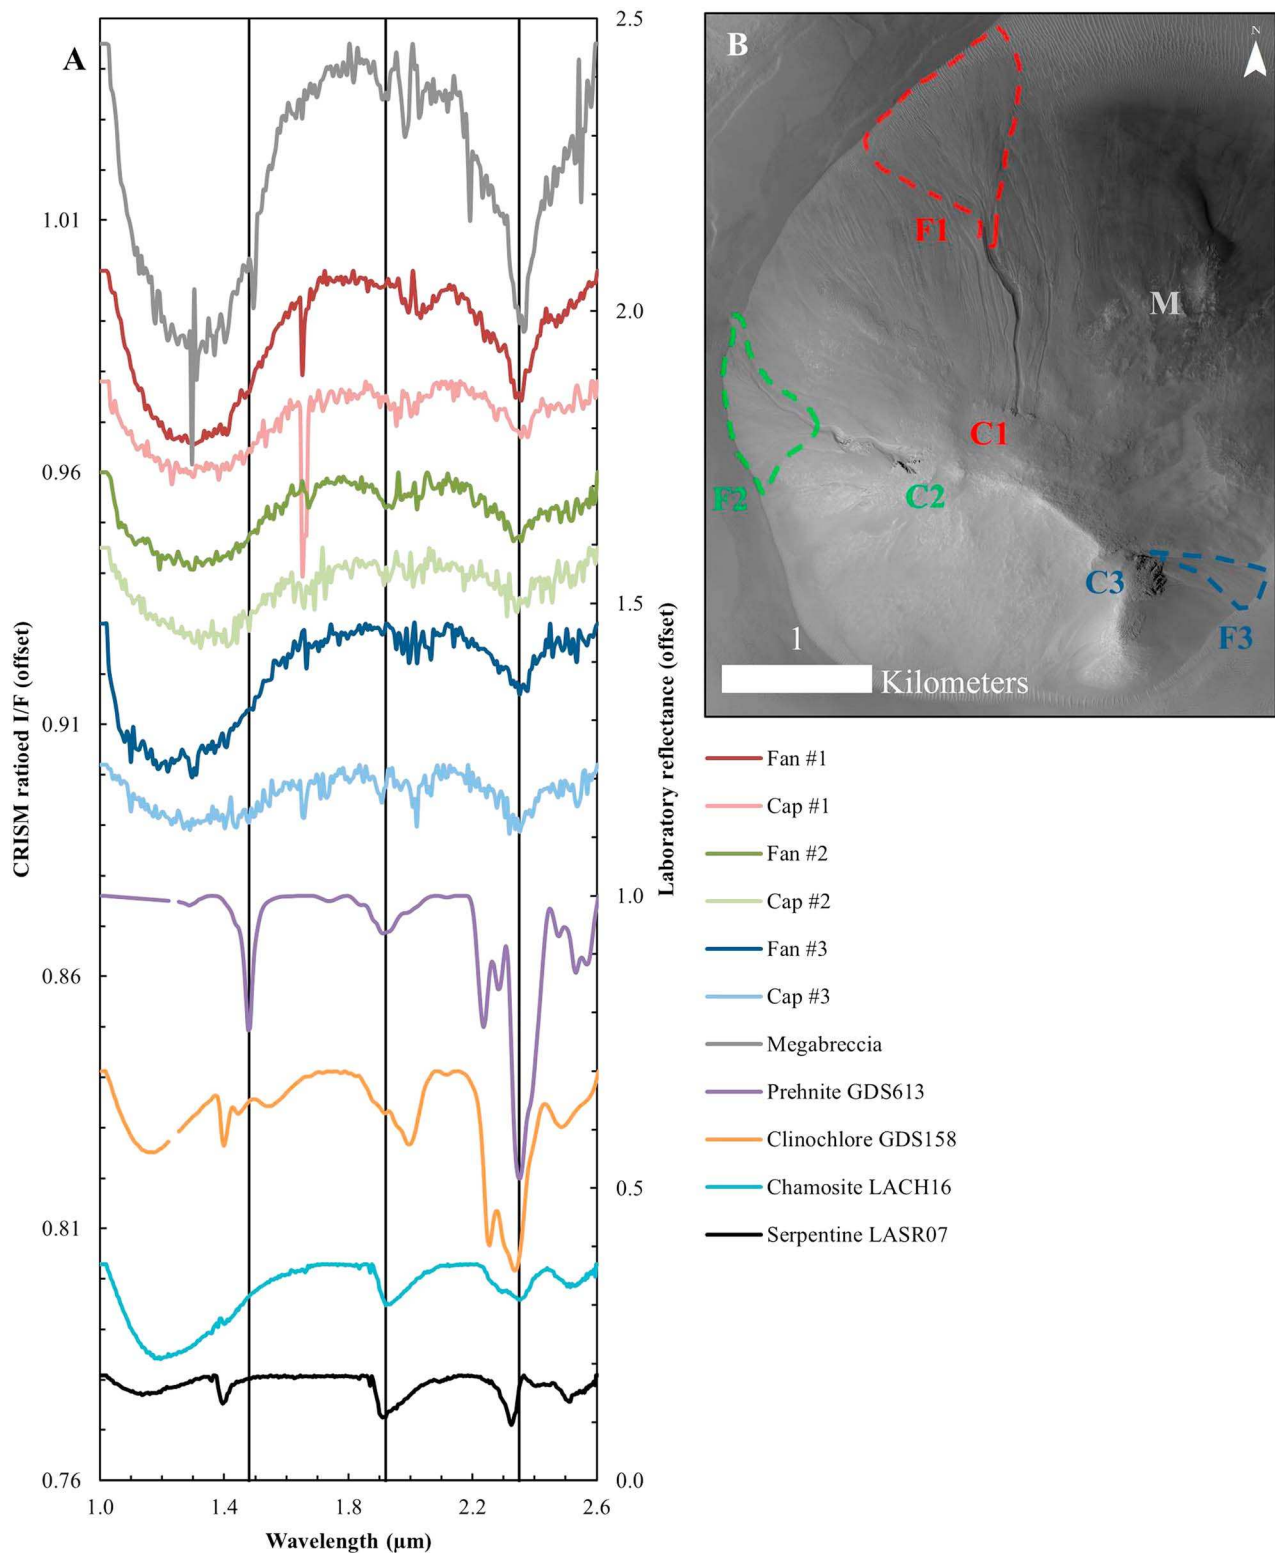 A
CRISM ratioed I/F (offset)
1.01
0.96
0.91
0.86
0.81
0.76
2.5
2.0
1.5
1.0
0.5
0.0
Laboratory reflectance (offset)
1.0 1.4 1.8 2.2 2.6
Wavelength (µm)
B
N
F1
M
C1
F2
C2
C3
F3
1
Kilometers
Fan #1
Cap #1
Fan #2
Cap #2
Fan #3
Cap #3
Megabreccia
Prehnite GDS613
Clinochlore GDS158
Chamosite LACH16
Serpentine LASR07